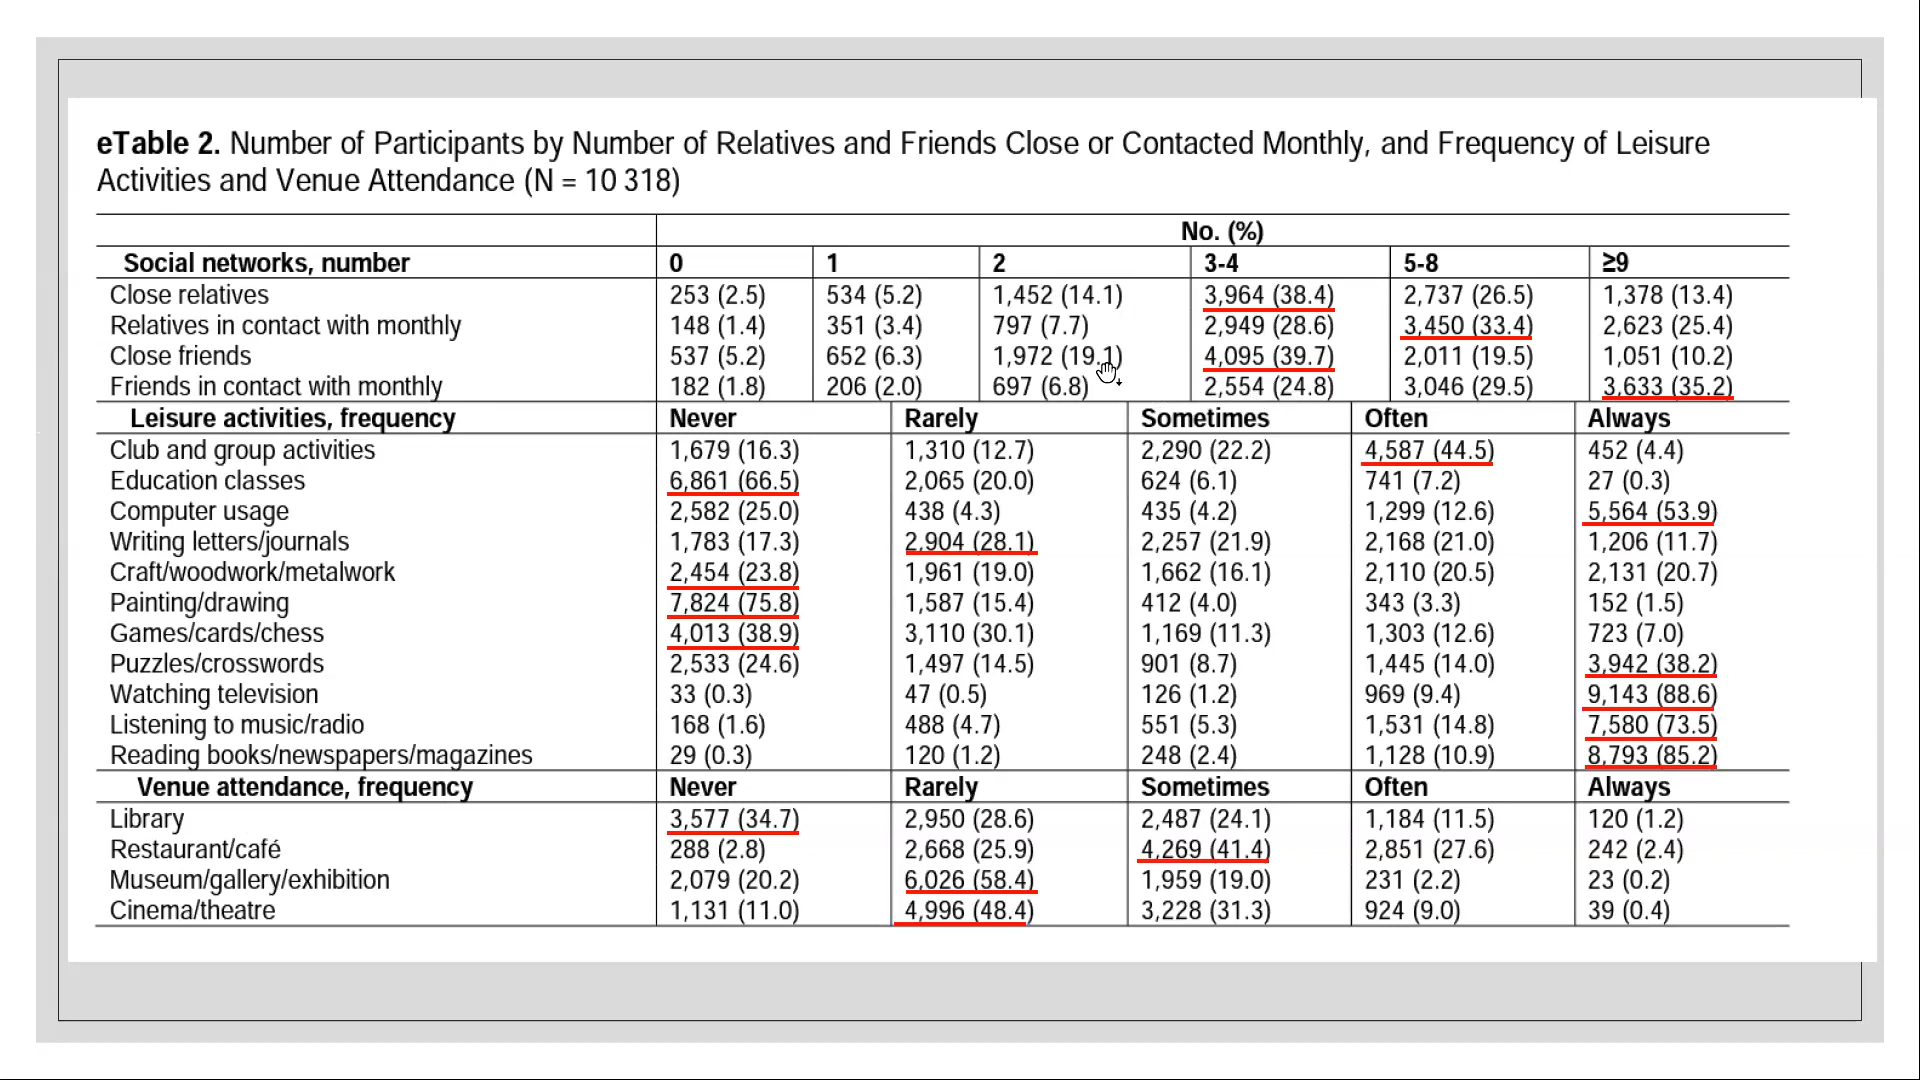 eTable 2. Number of Participants by Number of Relatives and Friends Close or Contacted Monthly, and Frequency of Leisure
Activities and Venue Attendance (N = 10 318)
No. (%)
Social networks, number 0 1 2 3-4 5-8 ≥9
Close relatives 253 (2.5) 534 (5.2) 1,452 (14.1) 3,964 (38.4) 2,737 (26.5) 1,378 (13.4)
Relatives in contact with monthly 148 (1.4) 351 (3.4) 797 (7.7) 2,949 (28.6) 3,450 (33.4) 2,623 (25.4)
Close friends 537 (5.2) 652 (6.3) 1,972 (19.1) 4,095 (39.7) 2,011 (19.5) 1,051 (10.2)
Friends in contact with monthly 182 (1.8) 206 (2.0) 697 (6.8) 2,554 (24.8) 3,046 (29.5) 3,633 (35.2)
Leisure activities, frequency Never Rarely Sometimes Often Always
Club and group activities 1,679 (16.3) 1,310 (12.7) 2,290 (22.2) 4,587 (44.5) 452 (4.4)
Education classes 6,861 (66.5) 2,065 (20.0) 624 (6.1) 741 (7.2) 27 (0.3)
Computer usage 2,582 (25.0) 438 (4.3) 435 (4.2) 1,299 (12.6) 5,564 (53.9)
Writing letters/journals 1,783 (17.3) 2,904 (28.1) 2,257 (21.9) 2,168 (21.0) 1,206 (11.7)
Craft/woodwork/metalwork 2,454 (23.8) 1,961 (19.0) 1,662 (16.1) 2,110 (20.5) 2,131 (20.7)
Painting/drawing 7,824 (75.8) 1,587 (15.4) 412 (4.0) 343 (3.3) 152 (1.5)
Games/cards/chess 4,013 (38.9) 3,110 (30.1) 1,169 (11.3) 1,303 (12.6) 723 (7.0)
Puzzles/crosswords 2,533 (24.6) 1,497 (14.5) 901 (8.7) 1,445 (14.0) 3,942 (38.2)
Watching television 33 (0.3) 47 (0.5) 126 (1.2) 969 (9.4) 9,143 (88.6)
Listening to music/radio 168 (1.6) 488 (4.7) 551 (5.3) 1,531 (14.8) 7,580 (73.5)
Reading books/newspapers/magazines 29 (0.3) 120 (1.2) 248 (2.4) 1,128 (10.9) 8,793 (85.2)
Venue attendance, frequency Never Rarely Sometimes Often Always
Library 3,577 (34.7) 2,950 (28.6) 2,487 (24.1) 1,184 (11.5) 120 (1.2)
Restaurant/café 288 (2.8) 2,668 (25.9) 4,269 (41.4) 2,851 (27.6) 242 (2.4)
Museum/gallery/exhibition 2,079 (20.2) 6,026 (58.4) 1,959 (19.0) 231 (2.2) 23 (0.2)
Cinema/theatre 1,131 (11.0) 4,996 (48.4) 3,228 (31.3) 924 (9.0) 39 (0.4)